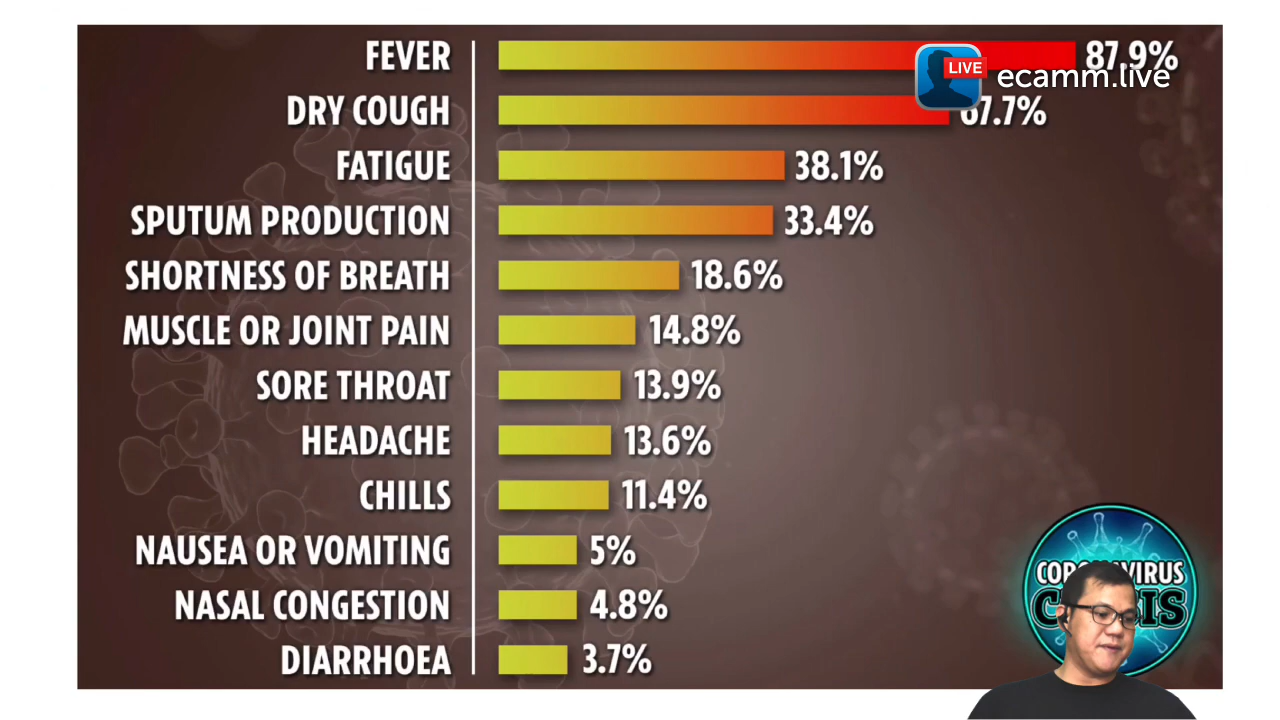 FEVER 87.9%
LIVE ecamm.live
DRY COUGH 67.7%
FATIGUE 38.1%
SPUTUM PRODUCTION 33.4%
SHORTNESS OF BREATH 18.6%
MUSCLE OR JOINT PAIN 14.8%
SORE THROAT 13.9%
HEADACHE 13.6%
CHILLS 11.4%
NAUSEA OR VOMITING 5%
NASAL CONGESTION 4.8%
DIARRHOEA 3.7%
CORONAVIRUS
CRISIS